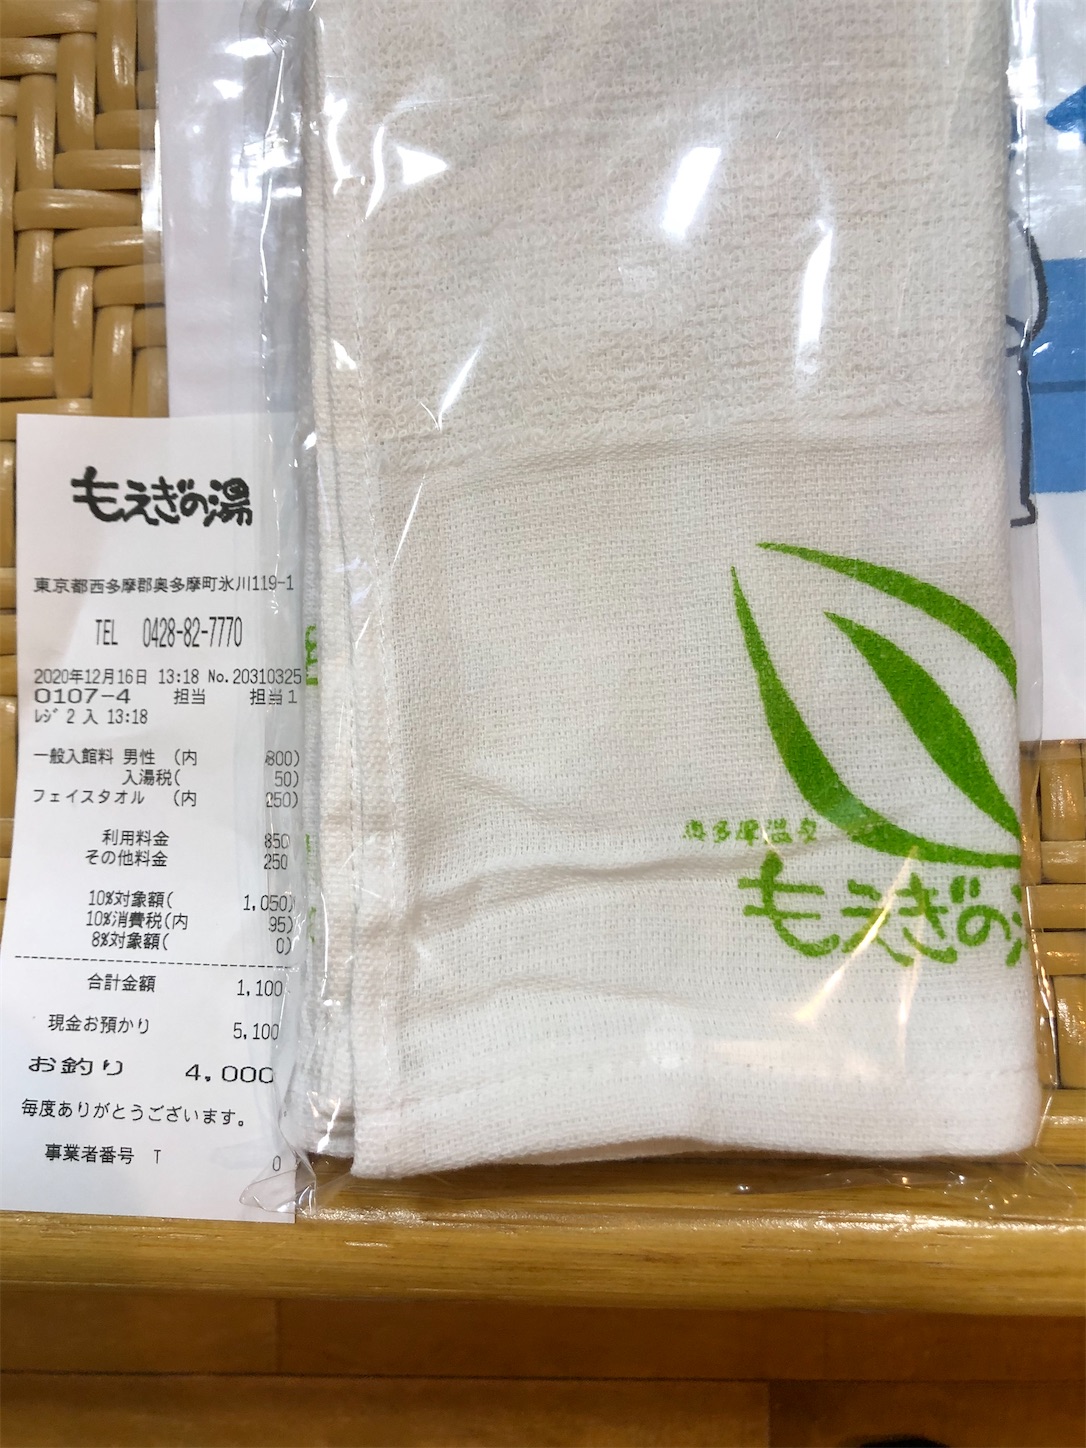 もえぎの湯
東京都西多摩郡奥多摩町氷川119-1
TEL 0428-82-7770
2020年12月16日 13:18 No.20310325
0107-4 担当 担当1
ﾚｼﾞ 2 入 13:18
一般入館料 男性 (内 800)
入湯税( 50)
フェイスタオル (内 250)
利用料金 850
その他料金 250
10%対象額( 1,050)
10%消費税(内 95)
8%対象額( 0)
合計金額 1,100
現金お預かり 5,100
お釣り 4,000
毎度ありがとうございます。
事業者番号 T 0
奥多摩温泉
もえぎの